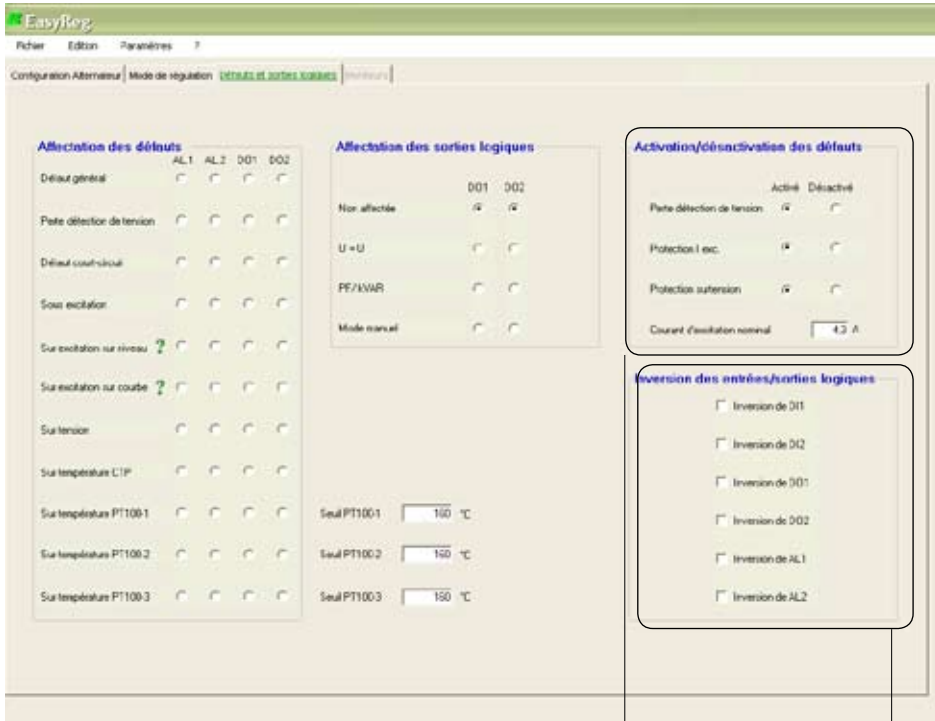 EasyReg
Fichier Edition Paramètres ?
Configuration Alternateur Mode de régulation Défauts et sorties logiques
Affectation des défauts
AL1 AL2 DO1 DO2
Défaut général
Perte détection de tension
Défaut court-circuit
Sous excitation
Sur excitation sur niveau ?
Sur excitation sur courbe ?
Sur tension
Sur température CTP
Sur température PT100-1
Sur température PT100-2
Sur température PT100-3
Affectation des sorties logiques
DO1 DO2
Non affectée
U = U
PF/kVAR
Mode manuel
Seuil PT100-1 160 °C
Seuil PT100-2 160 °C
Seuil PT100-3 160 °C
Activation/désactivation des défauts
Activé Désactivé
Perte détection de tension
Protection I exc.
Protection surtension
Courant d'excitation nominal 4.3 A
Inversion des entrées/sorties logiques
Inversion de DI1
Inversion de DI2
Inversion de DO1
Inversion de DO2
Inversion de AL1
Inversion de AL2